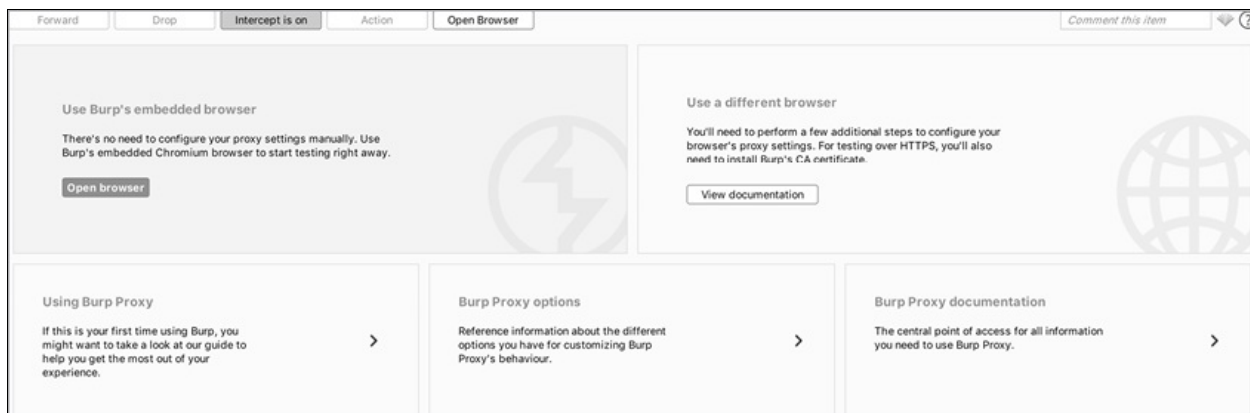 Forward Drop Intercept is on Action Open Browser Comment this item ?
Use Burp's embedded browser
There's no need to configure your proxy settings manually. Use
Burp's embedded Chromium browser to start testing right away.
Open browser
Use a different browser
You'll need to perform a few additional steps to configure your
browser's proxy settings. For testing over HTTPS, you'll also
need to install Burp's CA certificate.
View documentation
Using Burp Proxy
If this is your first time using Burp, you
might want to take a look at our guide to
help you get the most out of your
experience.
Burp Proxy options
Reference information about the different
options you have for customizing Burp
Proxy's behaviour.
Burp Proxy documentation
The central point of access for all information
you need to use Burp Proxy.